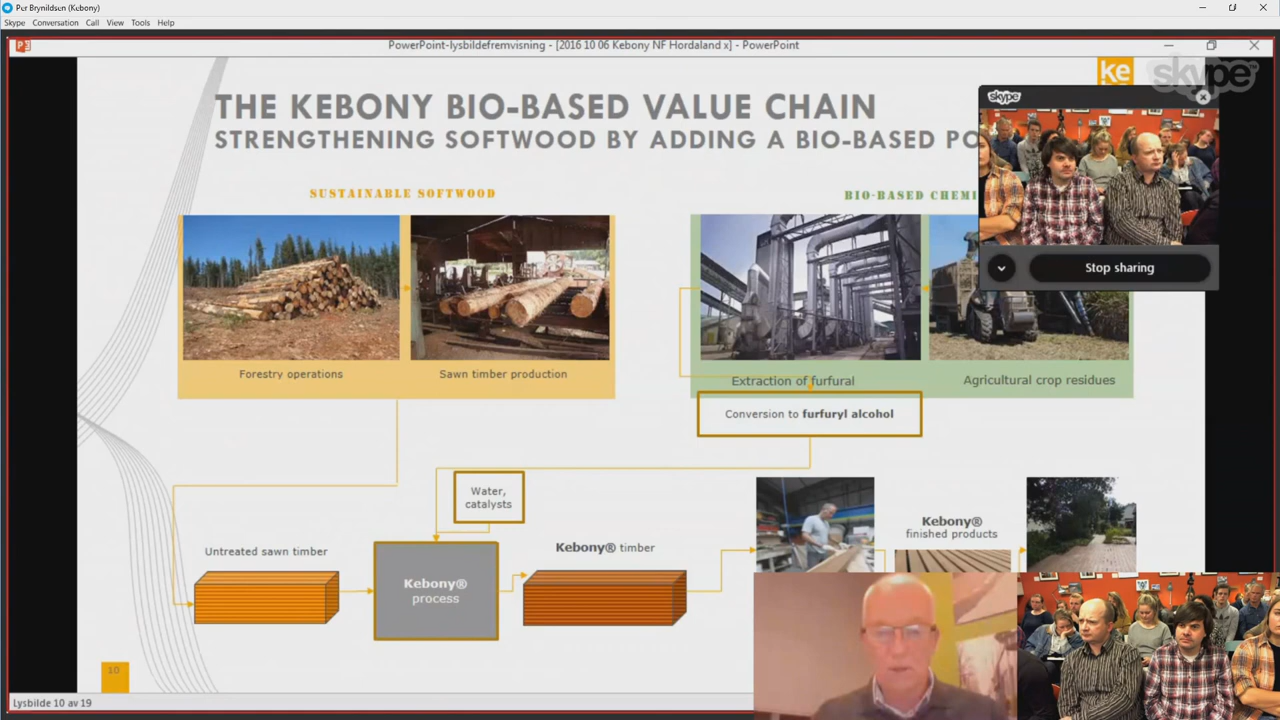 Per Brynildsen (Kebony)
Skype Conversation Call View Tools Help
PowerPoint-lysbildefremvisning - [2016 10 06 Kebony NF Hordaland x] - PowerPoint
ke
skype™
THE KEBONY BIO-BASED VALUE CHAIN
skype
STRENGTHENING SOFTWOOD BY ADDING A BIO-BASED PO
SUSTAINABLE SOFTWOOD
BIO-BASED CHEMI
Stop sharing
Forestry operations
Sawn timber production
Extraction of furfural
Agricultural crop residues
Conversion to furfuryl alcohol
Water,
catalysts
Untreated sawn timber
Kebony® timber
Kebony®
finished products
Kebony®
process
10
Lysbilde 10 av 19